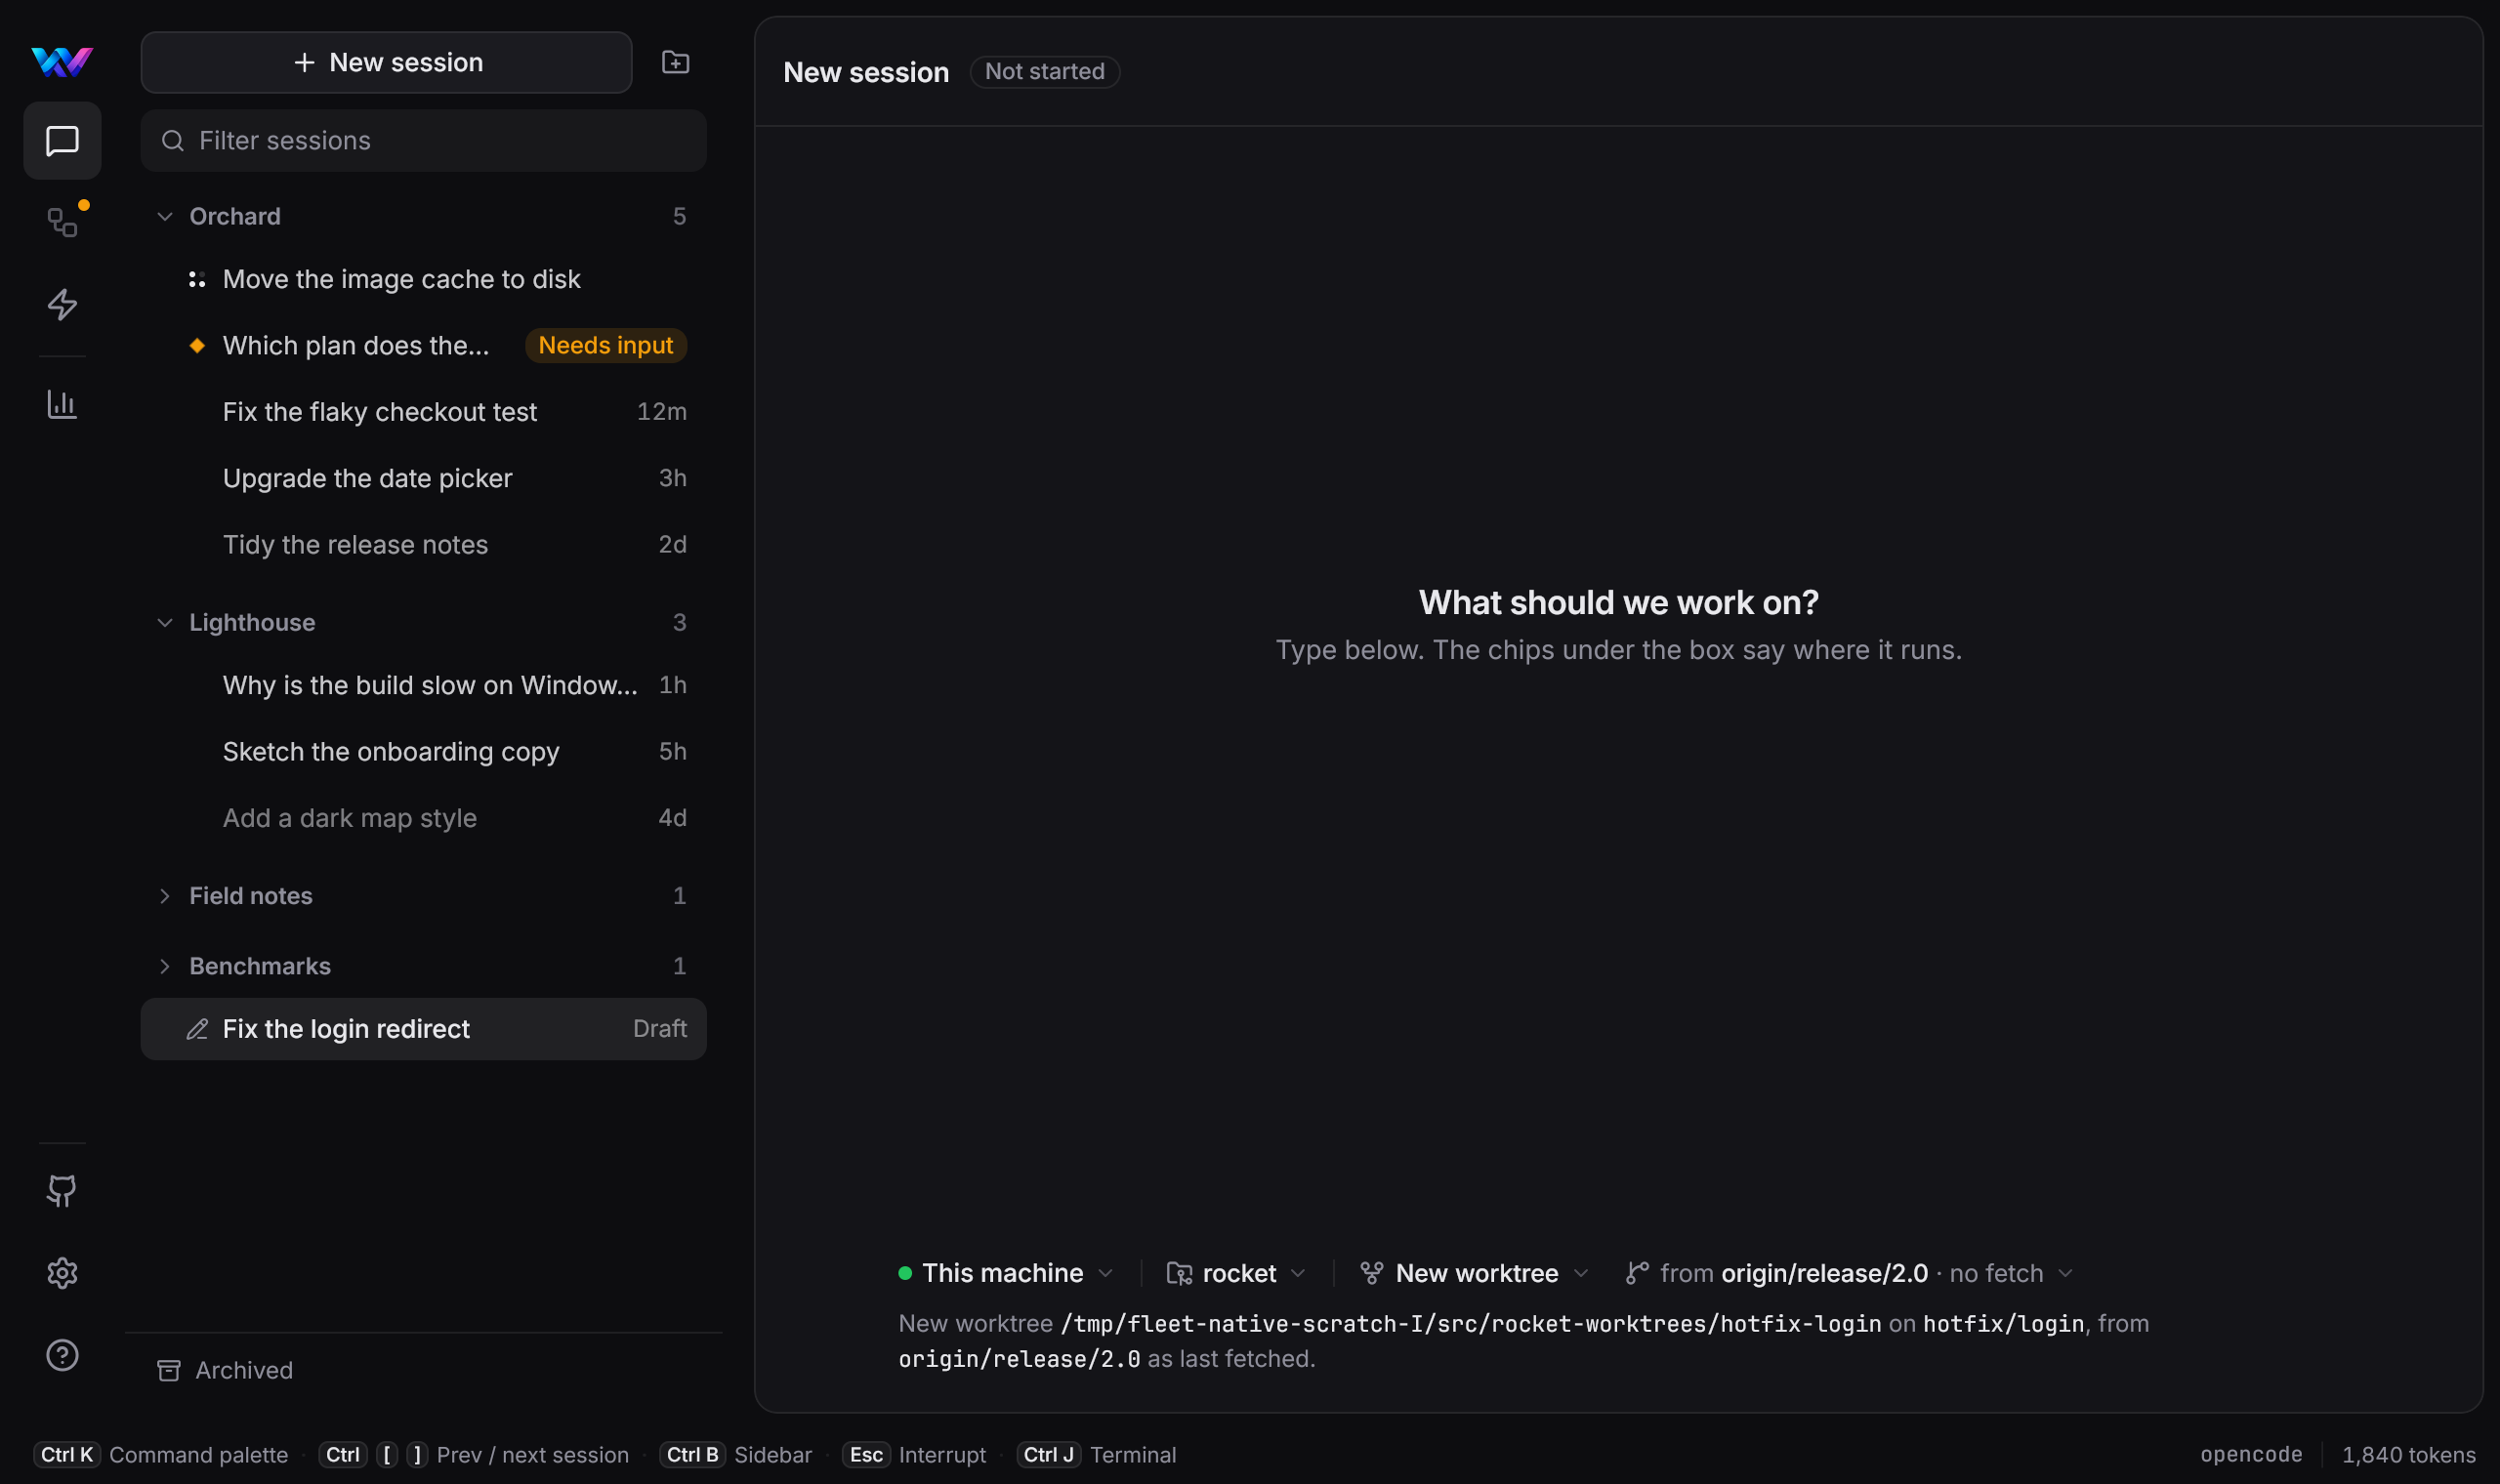 New session
Filter sessions
Orchard 5
Move the image cache to disk
Which plan does the... Needs input
Fix the flaky checkout test 12m
Upgrade the date picker 3h
Tidy the release notes 2d
Lighthouse 3
Why is the build slow on Window... 1h
Sketch the onboarding copy 5h
Add a dark map style 4d
Field notes 1
Benchmarks 1
Fix the login redirect Draft
Archived
New session Not started
What should we work on?
Type below. The chips under the box say where it runs.
This machine rocket New worktree from origin/release/2.0 · no fetch
New worktree /tmp/fleet-native-scratch-I/src/rocket-worktrees/hotfix-login on hotfix/login, from
origin/release/2.0 as last fetched.
Ctrl K Command palette · Ctrl [ ] Prev / next session · Ctrl B Sidebar · Esc Interrupt · Ctrl J Terminal
opencode 1,840 tokens